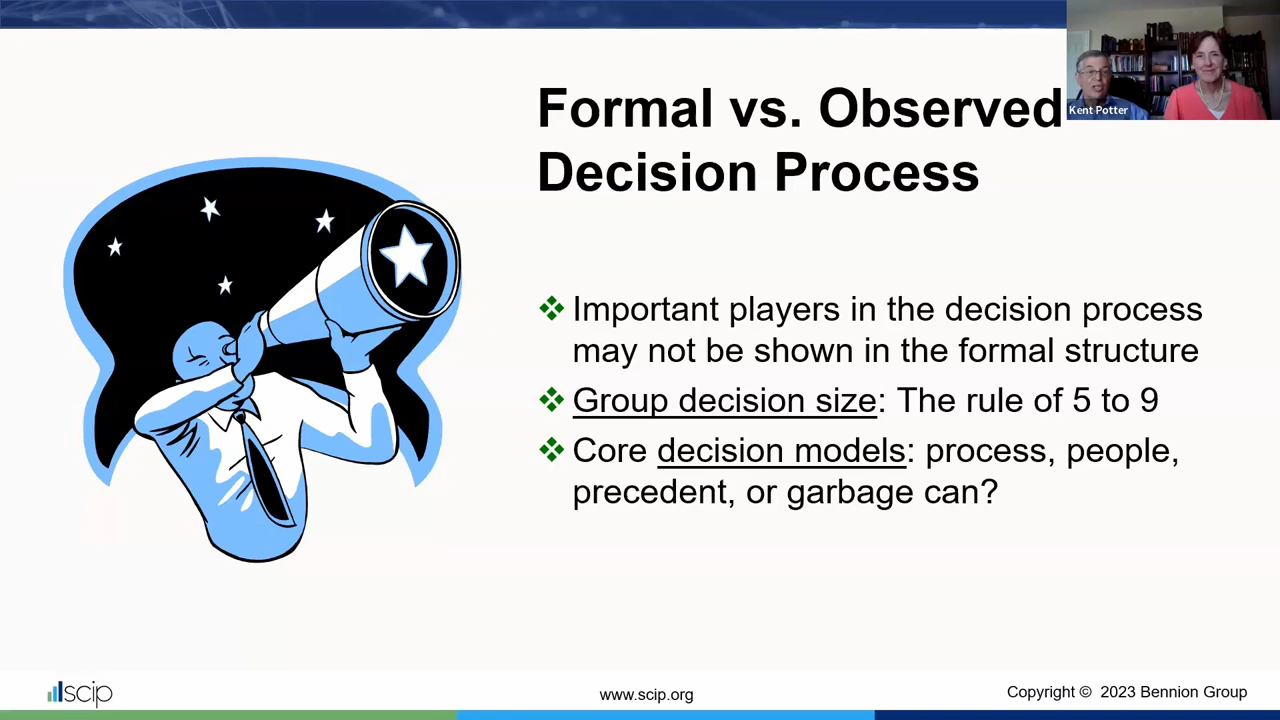 Formal vs. Observed
Decision Process
Kent Potter
❖ Important players in the decision process
may not be shown in the formal structure
❖ Group decision size: The rule of 5 to 9
❖ Core decision models: process, people,
precedent, or garbage can?
scip
www.scip.org
Copyright © 2023 Bennion Group